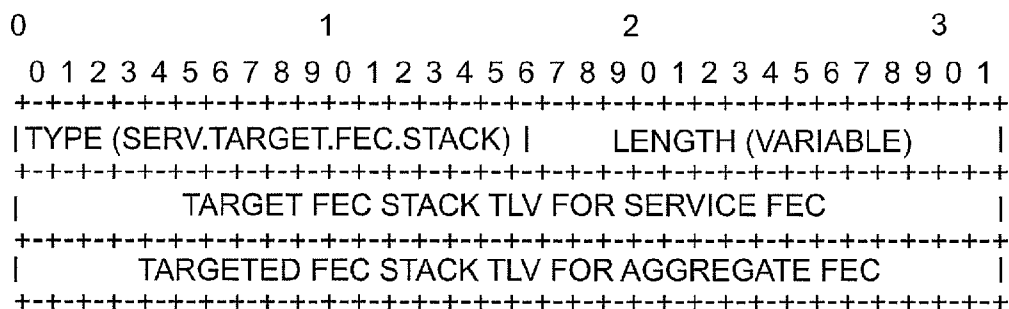 0 1 2 3
0 1 2 3 4 5 6 7 8 9 0 1 2 3 4 5 6 7 8 9 0 1 2 3 4 5 6 7 8 9 0 1
+-+-+-+-+-+-+-+-+-+-+-+-+-+-+-+-+-+-+-+-+-+-+-+-+-+-+-+-+-+-+-+-+
| TYPE (SERV.TARGET.FEC.STACK) | LENGTH (VARIABLE) |
+-+-+-+-+-+-+-+-+-+-+-+-+-+-+-+-+-+-+-+-+-+-+-+-+-+-+-+-+-+-+-+-+
| TARGET FEC STACK TLV FOR SERVICE FEC |
+-+-+-+-+-+-+-+-+-+-+-+-+-+-+-+-+-+-+-+-+-+-+-+-+-+-+-+-+-+-+-+-+
| TARGETED FEC STACK TLV FOR AGGREGATE FEC |
+-+-+-+-+-+-+-+-+-+-+-+-+-+-+-+-+-+-+-+-+-+-+-+-+-+-+-+-+-+-+-+-+